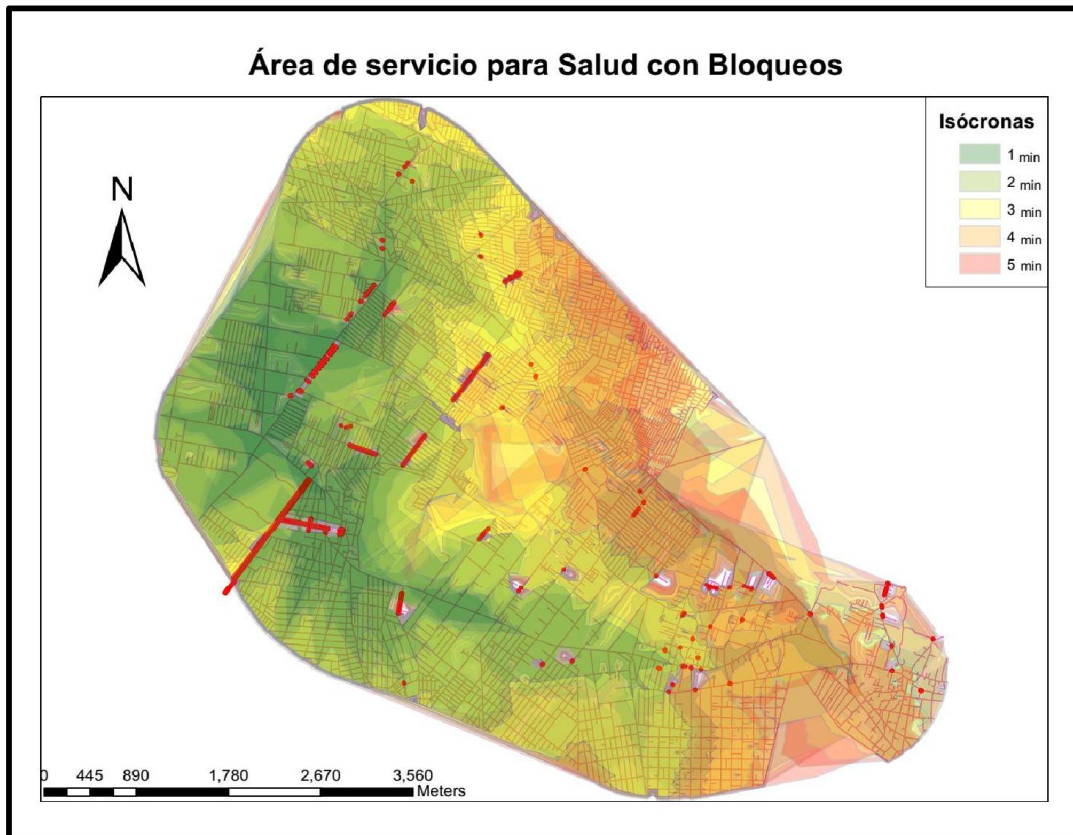 Área de servicio para Salud con Bloqueos
Isócronas
1 min
2 min
3 min
4 min
5 min
N
0 445 890 1,780 2,670 3,560
Meters